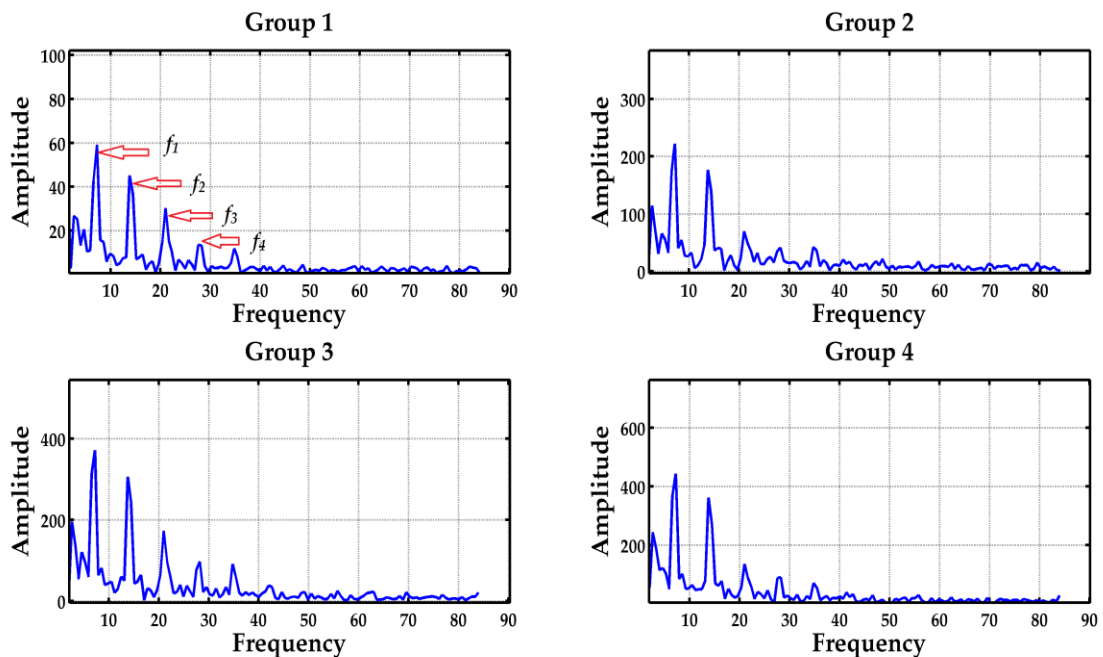 Group 1
100
80
60
40
20
Amplitude
f1
f2
f3
f4
10 20 30 40 50 60 70 80 90
Frequency
Group 2
300
200
100
0
Amplitude
10 20 30 40 50 60 70 80
Frequency
Group 3
400
200
0
Amplitude
10 20 30 40 50 60 70 80 90
Frequency
Group 4
600
400
200
Amplitude
10 20 30 40 50 60 70 80 90
Frequency